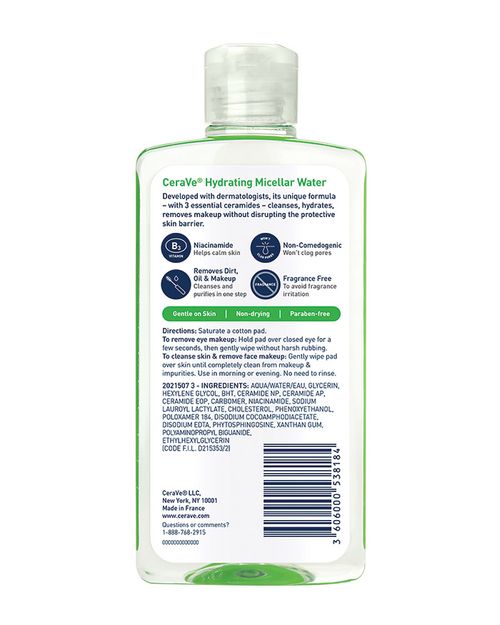 CeraVe® Hydrating Micellar Water
Developed with dermatologists, its unique formula
– with 3 essential ceramides – cleanses, hydrates,
removes makeup without disrupting the protective
skin barrier.
B3
VITAMIN
Niacinamide
Helps calm skin
WON'T
CLOG PORES
Non-Comedogenic
Won't clog pores
Removes Dirt,
Oil & Makeup
Cleanses and
purifies in one step
FRAGRANCE
Fragrance Free
To avoid fragrance
irritation
Gentle on Skin | Non-drying | Paraben-free
Directions: Saturate a cotton pad.
To remove eye makeup: Hold pad over closed eye for a
few seconds, then gently wipe without harsh rubbing.
To cleanse skin & remove face makeup: Gently wipe pad
over skin until completely clean from makeup &
impurities. Use in morning or evening. No need to rinse.
2021507 3 - INGREDIENTS: AQUA/WATER/EAU, GLYCERIN,
HEXYLENE GLYCOL, BHT, CERAMIDE NP, CERAMIDE AP,
CERAMIDE EOP, CARBOMER, NIACINAMIDE, SODIUM
LAUROYL LACTYLATE, CHOLESTEROL, PHENOXYETHANOL,
POLOXAMER 184, DISODIUM COCOAMPHODIACETATE,
DISODIUM EDTA, PHYTOSPHINGOSINE, XANTHAN GUM,
POLYAMINOPROPYL BIGUANIDE,
ETHYLHEXYLGLYCERIN
(CODE F.I.L. D215353/2)
CeraVe® LLC,
New York, NY 10001
Made in France
www.cerave.com
Questions or comments?
1-888-768-2915
000000000000
3 606000 538184